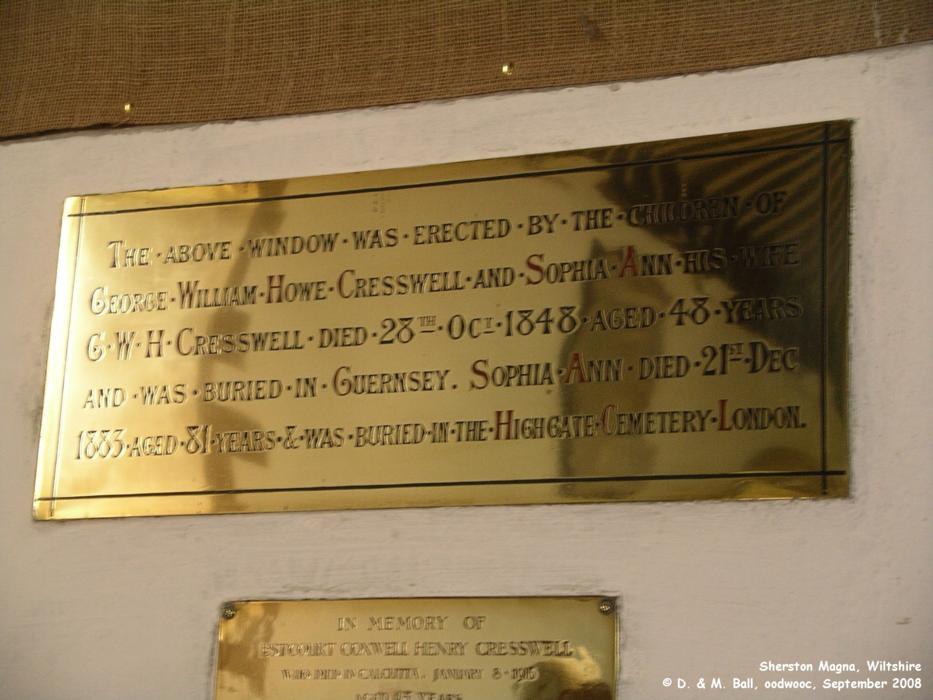 THE · ABOVE · WINDOW · WAS · ERECTED · BY · THE · CHILDREN · OF
GEORGE · WILLIAM · HOWE · CRESSWELL · AND · SOPHIA · ANN · HIS · WIFE
G · W · H · CRESSWELL · DIED · 28TH · OCT · 1848 · AGED · 48 · YEARS
AND · WAS · BURIED · IN · GUERNSEY. SOPHIA · ANN · DIED · 21ST · DEC
1883 · AGED · 81 · YEARS · & · WAS · BURIED · IN · THE · HIGHGATE · CEMETERY · LONDON.
IN MEMORY OF
ESTCOURT CONWELL HENRY CRESSWELL
WHO DIED IN CALCUTTA, JANUARY 8 ·
AGED YEARS
Sherston Magna, Wiltshire
© D. & M. Ball, oodwooc, September 2008